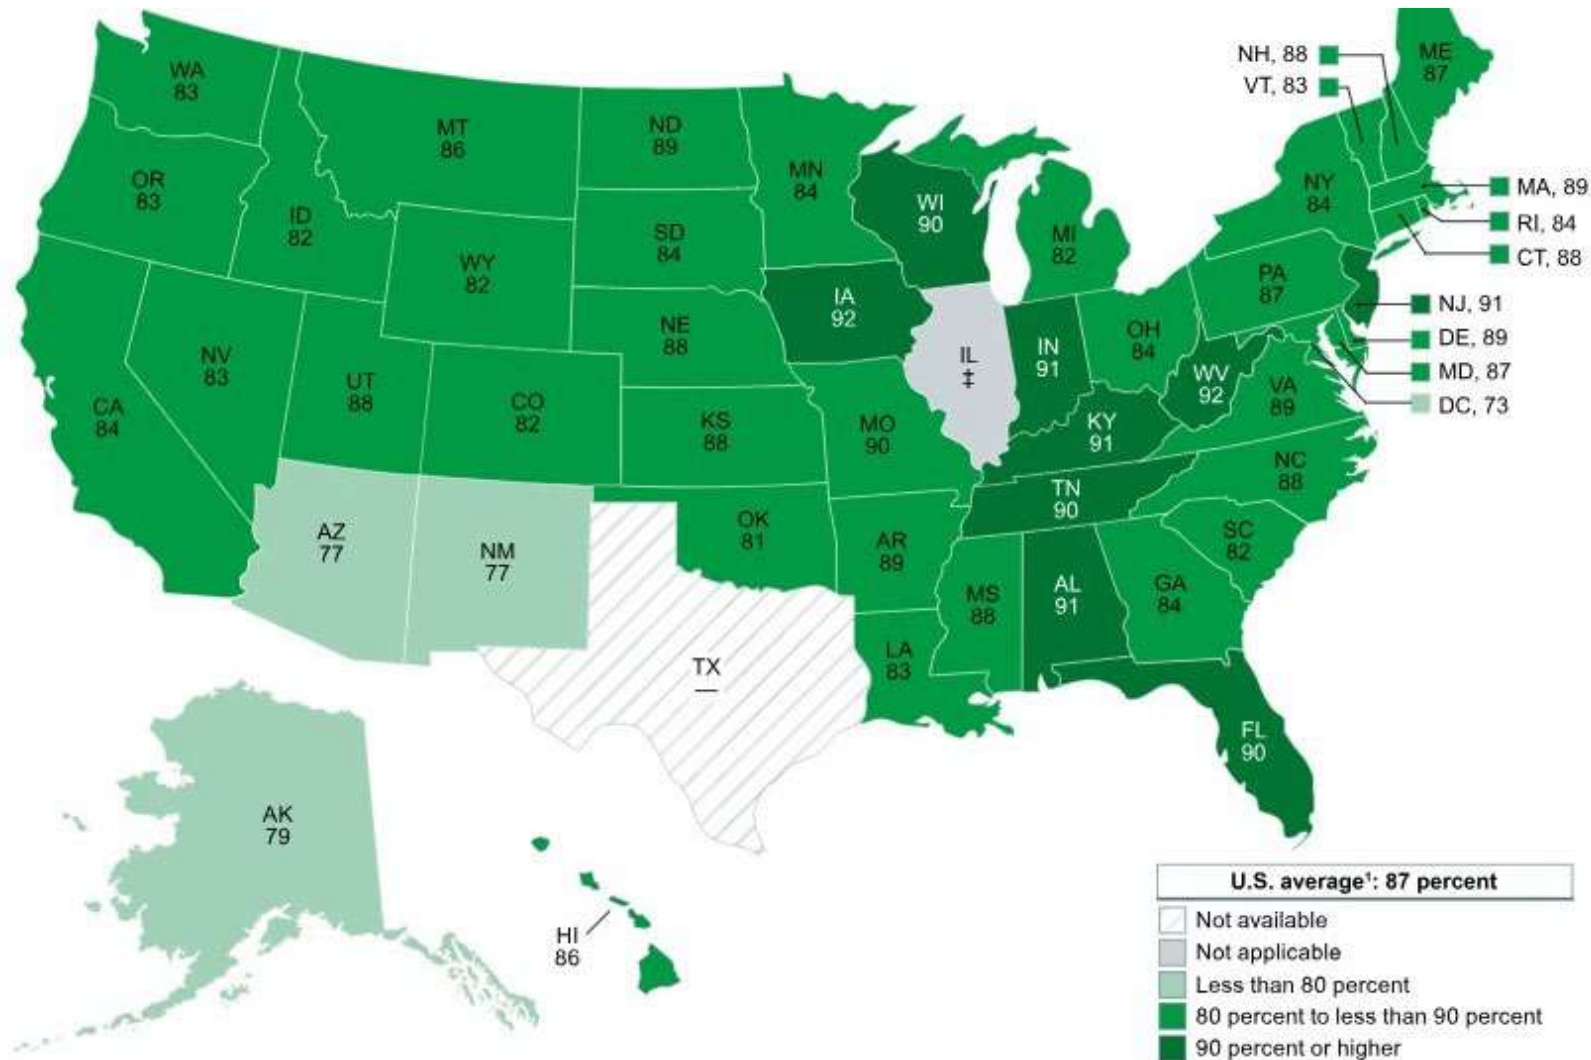 WA
83
OR
83
CA
84
NV
83
ID
82
MT
86
WY
82
UT
88
CO
82
AZ
77
NM
77
ND
89
SD
84
NE
88
KS
88
OK
81
TX
—
MN
84
IA
92
MO
90
AR
89
LA
83
WI
90
IL
‡
MI
82
IN
91
OH
84
KY
91
TN
90
MS
88
AL
91
GA
84
FL
90
SC
82
NC
88
VA
89
WV
92
PA
87
NY
84
ME
87
NH, 88
VT, 83
MA, 89
RI, 84
CT, 88
NJ, 91
DE, 89
MD, 87
DC, 73
AK
79
HI
86
U.S. average¹: 87 percent
Not available
Not applicable
Less than 80 percent
80 percent to less than 90 percent
90 percent or higher